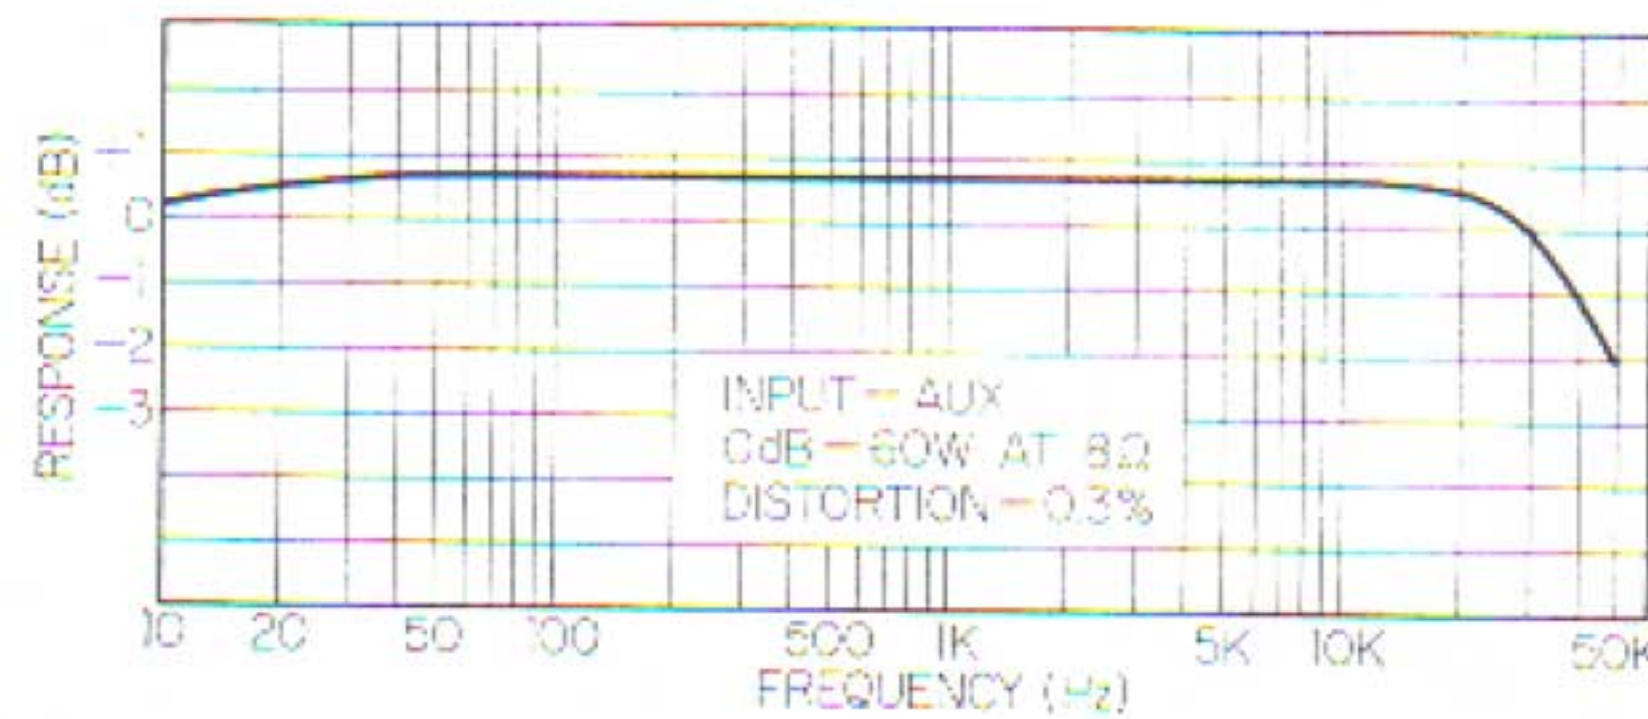 RESPONSE (dB)
+1
0
-1
-2
-3
INPUT - AUX
0dB - 60W AT 8Ω
DISTORTION - 0.3%
10 20 50 100 500 1K 5K 10K 50K
FREQUENCY (Hz)